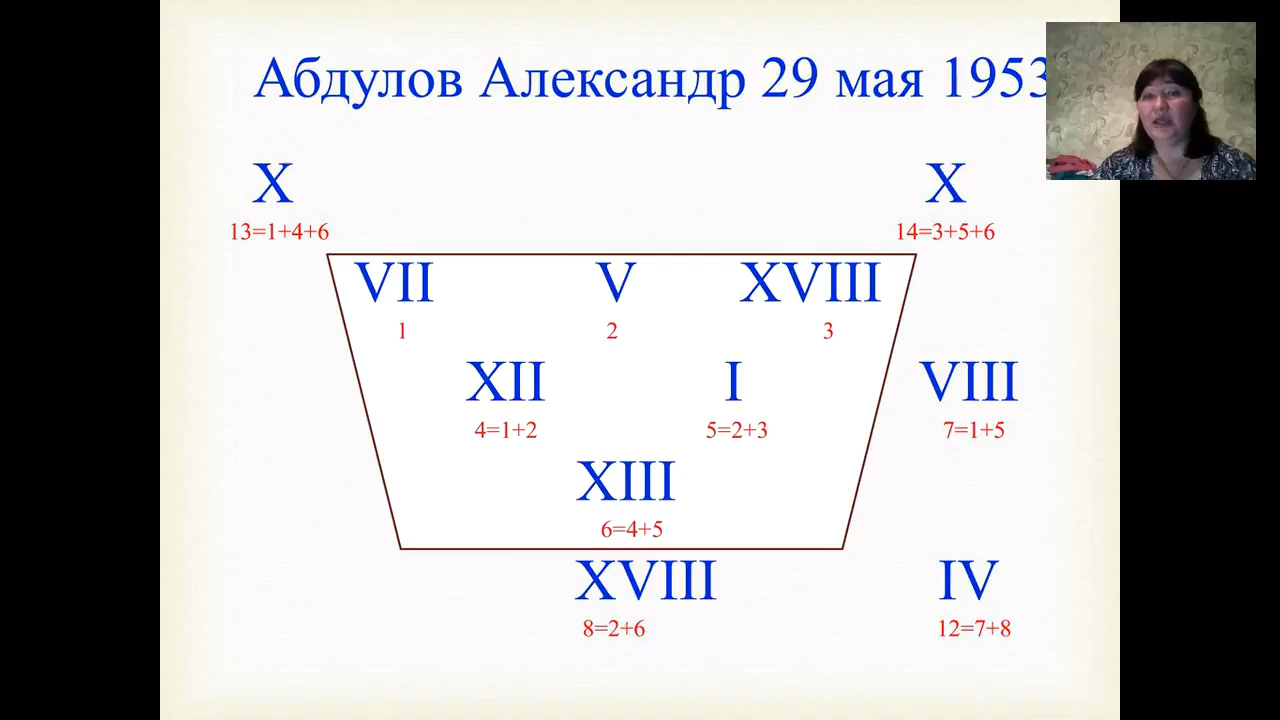 Абдулов Александр 29 мая 1953
X X
13=1+4+6 14=3+5+6
VII V XVIII
1 2 3
XII I VIII
4=1+2 5=2+3 7=1+5
XIII
6=4+5
XVIII IV
8=2+6 12=7+8